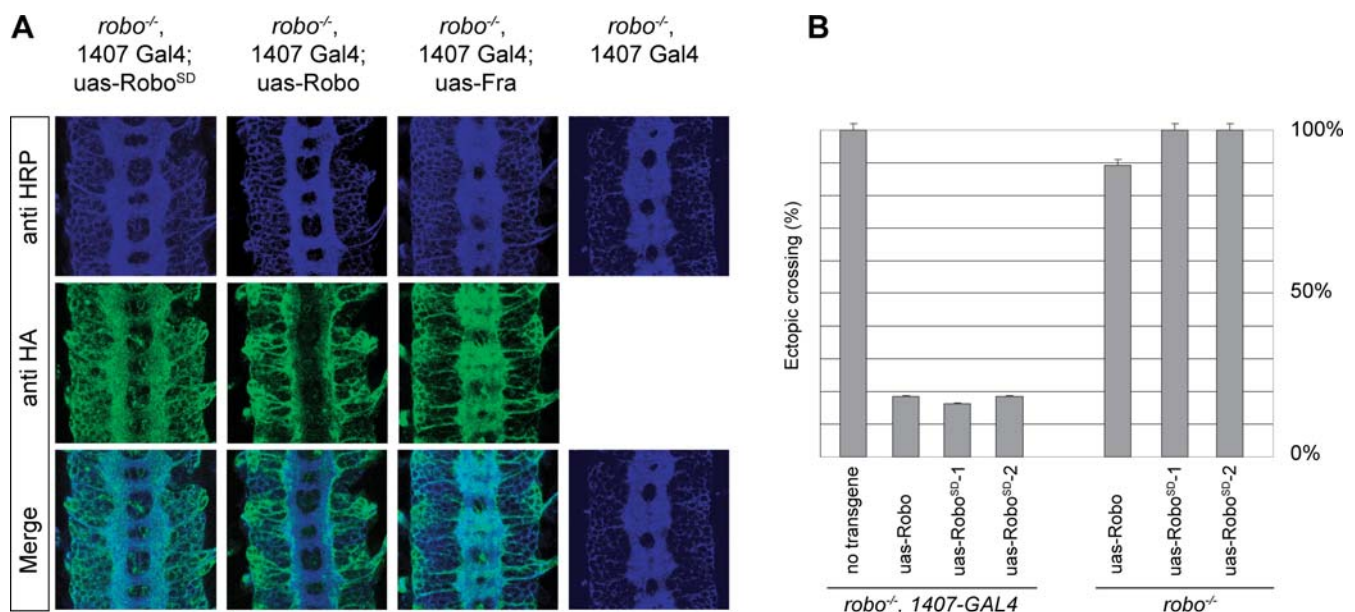 A
robo-/-,
1407 Gal4;
uas-RoboSD
robo-/-,
1407 Gal4;
uas-Robo
robo-/-,
1407 Gal4;
uas-Fra
robo-/-,
1407 Gal4
anti HRP
anti HA
Merge
B
Ectopic crossing (%)
100%
50%
0%
no transgene
uas-Robo
uas-RoboSD-1
uas-RoboSD-2
uas-Robo
uas-RoboSD-1
uas-RoboSD-2
robo-/-, 1407-GAL4
robo-/-